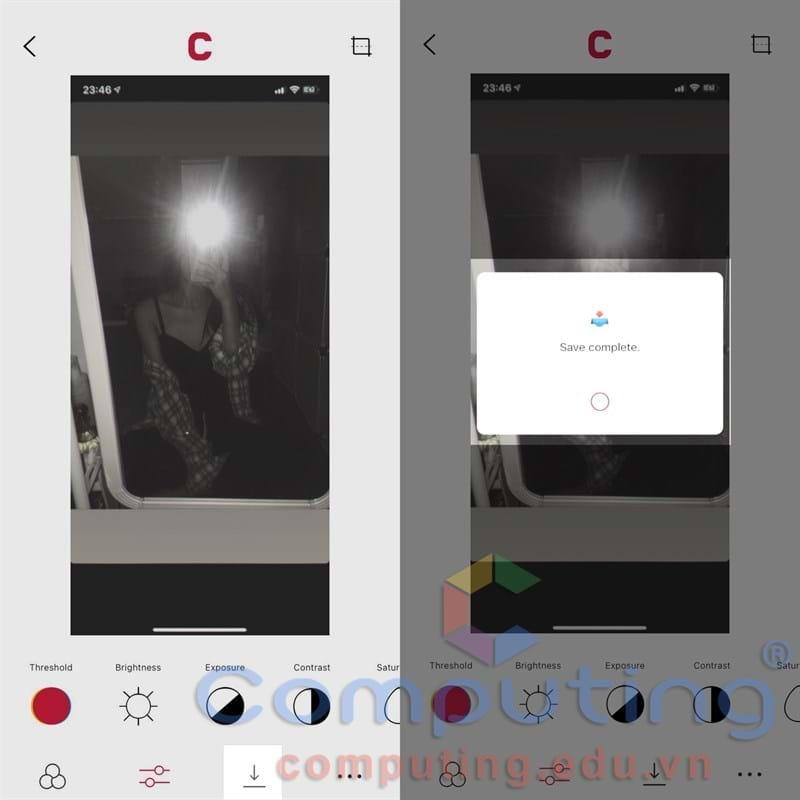 C
23:46
Threshold
Brightness
Exposure
Contrast
Satur
C
23:46
Save complete.
Threshold
Brightness
Exposure
Contrast
Satur
Computing®
computing.edu.vn